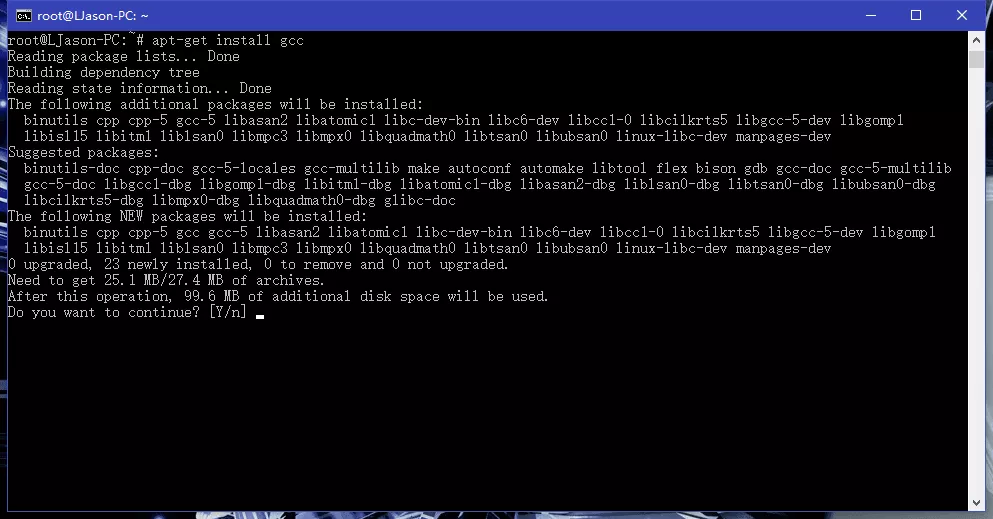 root@LJason-PC: ~
root@LJason-PC:~# apt-get install gcc
Reading package lists... Done
Building dependency tree
Reading state information... Done
The following additional packages will be installed:
binutils cpp cpp-5 gcc-5 libasan2 libatomic1 libc-dev-bin libc6-dev libcc1-0 libcilkrts5 libgcc-5-dev libgomp1
libisl15 libitm1 liblsan0 libmpc3 libmpx0 libquadmath0 libtsan0 libubsan0 linux-libc-dev manpages-dev
Suggested packages:
binutils-doc cpp-doc gcc-5-locales gcc-multilib make autoconf automake libtool flex bison gdb gcc-doc gcc-5-multilib
gcc-5-doc libgcc1-dbg libgomp1-dbg libitm1-dbg libatomic1-dbg libasan2-dbg liblsan0-dbg libtsan0-dbg libubsan0-dbg
libcilkrts5-dbg libmpx0-dbg libquadmath0-dbg glibc-doc
The following NEW packages will be installed:
binutils cpp cpp-5 gcc gcc-5 libasan2 libatomic1 libc-dev-bin libc6-dev libcc1-0 libcilkrts5 libgcc-5-dev libgomp1
libisl15 libitm1 liblsan0 libmpc3 libmpx0 libquadmath0 libtsan0 libubsan0 linux-libc-dev manpages-dev
0 upgraded, 23 newly installed, 0 to remove and 0 not upgraded.
Need to get 25.1 MB/27.4 MB of archives.
After this operation, 99.6 MB of additional disk space will be used.
Do you want to continue? [Y/n]